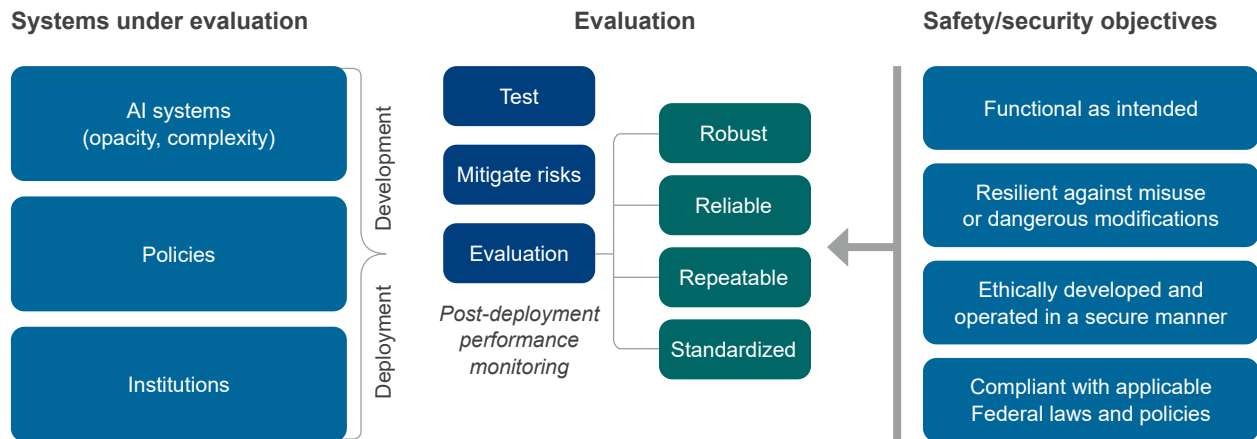 Systems under evaluation
AI systems
(opacity, complexity)
Policies
Institutions
Development
Deployment
Evaluation
Test
Mitigate risks
Evaluation
Post-deployment
performance
monitoring
Robust
Reliable
Repeatable
Standardized
Safety/security objectives
Functional as intended
Resilient against misuse
or dangerous modifications
Ethically developed and
operated in a secure manner
Compliant with applicable
Federal laws and policies